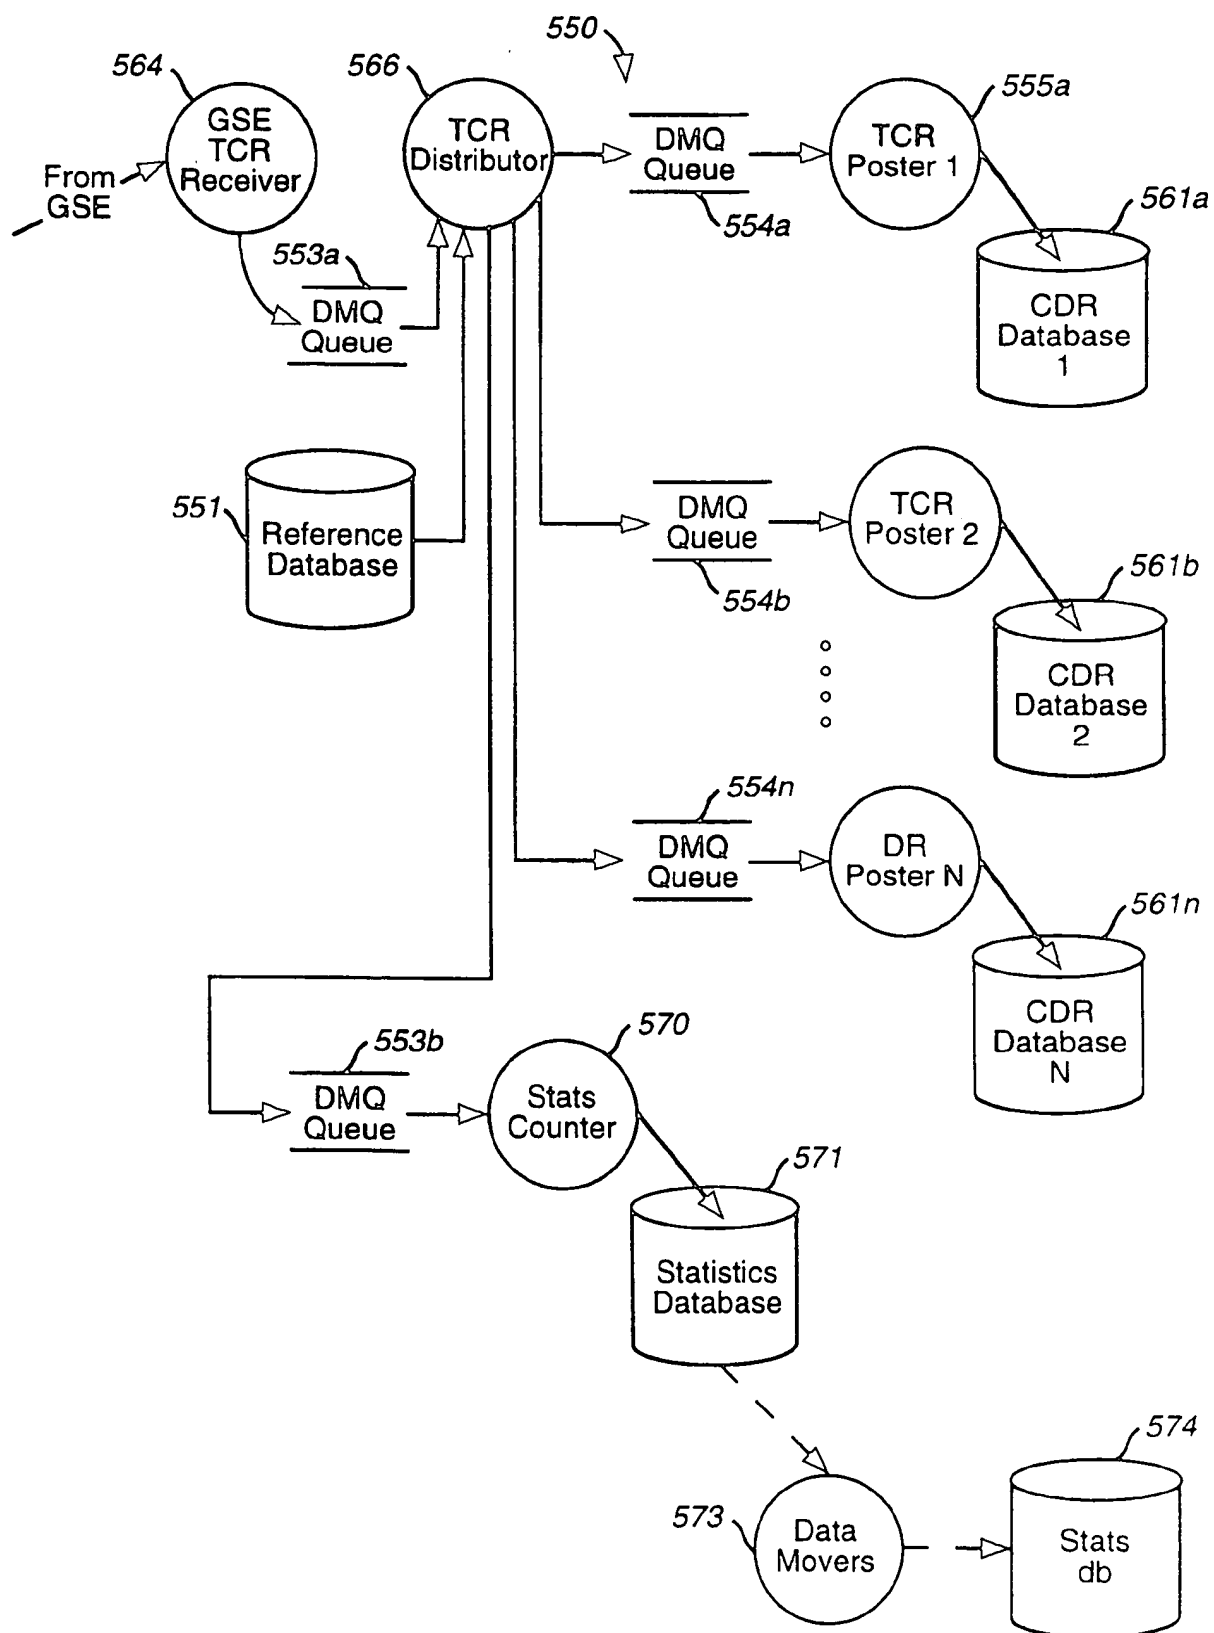 550
564
566
555a
GSE
TCR
Receiver
TCR
Distributor
DMQ
Queue
TCR
Poster 1
From
GSE
554a
561a
553a
DMQ
Queue
CDR
Database
1
551
Reference
Database
DMQ
Queue
TCR
Poster 2
554b
561b
CDR
Database
2
554n
DMQ
Queue
DR
Poster N
561n
CDR
Database
N
553b
570
DMQ
Queue
Stats
Counter
571
Statistics
Database
574
573
Data
Movers
Stats
db